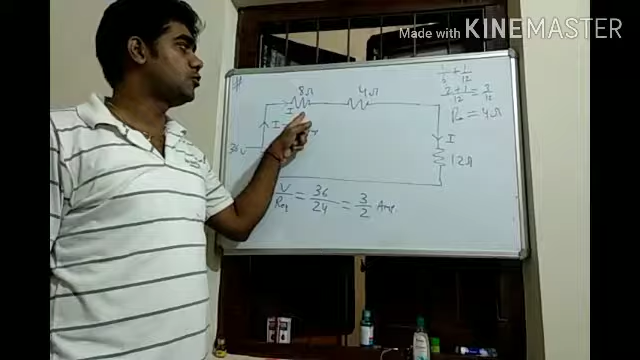 Made with KINEMASTER
#
8Ω 4Ω
1/6 + 1/12
2+1/12 = 3/12
R = 4Ω
I I
36 V
I
12Ω
V/Req = 36/24 = 3/2 Amp.